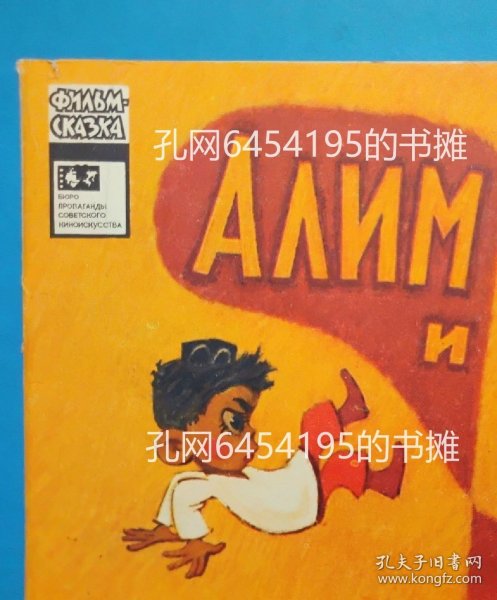 ФИЛЬМ-
СКАЗКА
БЮРО
ПРОПАГАНДЫ
СОВЕТСКОГО
КИНОИСКУССТВА
孔网6454195的书摊
АЛИМ
И
孔网6454195的书摊
孔夫子旧书网
www.kongfz.com